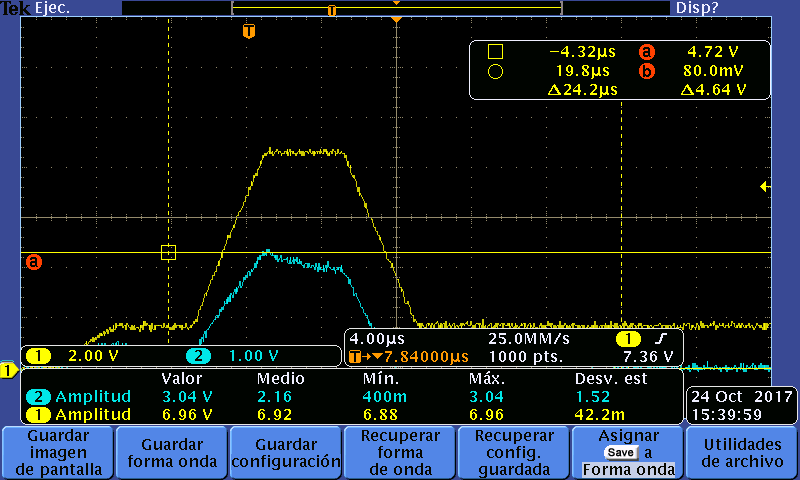 Tek Ejec. Disp?
T
T
−4.32µs a 4.72 V
19.8µs b 80.0mV
Δ24.2µs Δ4.64 V
a
1 2.00 V 2 1.00 V
4.00µs 25.0MM/s 1
T→▼7.84000µs 1000 pts. 7.36 V
1
Valor Medio Mín. Máx. Desv. est
2 Amplitud 3.04 V 2.16 400m 3.04 1.52
1 Amplitud 6.96 V 6.92 6.88 6.96 42.2m
24 Oct 2017
15:39:59
Guardar
imagen
de pantalla
Guardar
forma onda
Guardar
configuración
Recuperar
forma
de onda
Recuperar
config.
guardada
Asignar
Save a
Forma onda
Utilidades
de archivo